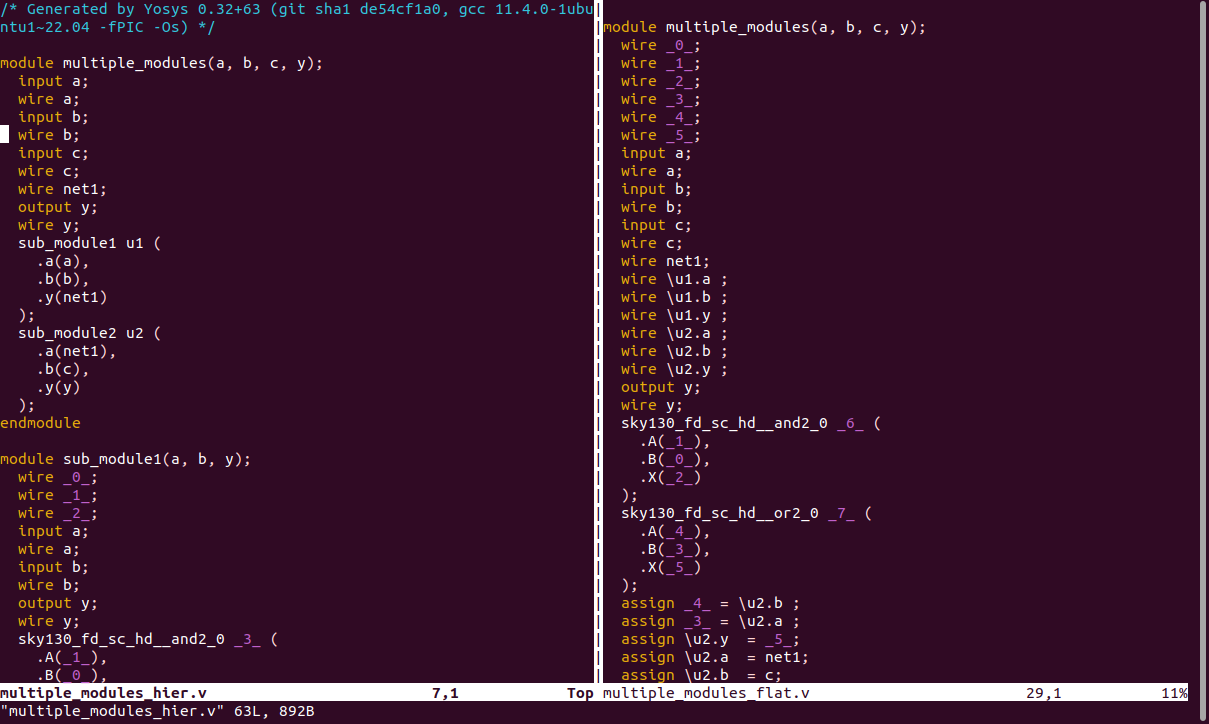 /* Generated by Yosys 0.32+63 (git sha1 de54cf1a0, gcc 11.4.0-1ubu
ntu1~22.04 -fPIC -Os) */
module multiple_modules(a, b, c, y);
  input a;
  wire a;
  input b;
  wire b;
  input c;
  wire c;
  wire net1;
  output y;
  wire y;
  sub_module1 u1 (
    .a(a),
    .b(b),
    .y(net1)
  );
  sub_module2 u2 (
    .a(net1),
    .b(c),
    .y(y)
  );
endmodule
module sub_module1(a, b, y);
  wire _0_;
  wire _1_;
  wire _2_;
  input a;
  wire a;
  input b;
  wire b;
  output y;
  wire y;
  sky130_fd_sc_hd__and2_0 _3_ (
    .A(_1_),
    .B(_0_),
multiple_modules_hier.v 7,1 Top
module multiple_modules(a, b, c, y);
  wire _0_;
  wire _1_;
  wire _2_;
  wire _3_;
  wire _4_;
  wire _5_;
  input a;
  wire a;
  input b;
  wire b;
  input c;
  wire c;
  wire net1;
  wire \u1.a ;
  wire \u1.b ;
  wire \u1.y ;
  wire \u2.a ;
  wire \u2.b ;
  wire \u2.y ;
  output y;
  wire y;
  sky130_fd_sc_hd__and2_0 _6_ (
    .A(_1_),
    .B(_0_),
    .X(_2_)
  );
  sky130_fd_sc_hd__or2_0 _7_ (
    .A(_4_),
    .B(_3_),
    .X(_5_)
  );
  assign _4_ = \u2.b ;
  assign _3_ = \u2.a ;
  assign \u2.y  = _5_;
  assign \u2.a  = net1;
  assign \u2.b  = c;
multiple_modules_flat.v 29,1 11%
"multiple_modules_hier.v" 63L, 892B